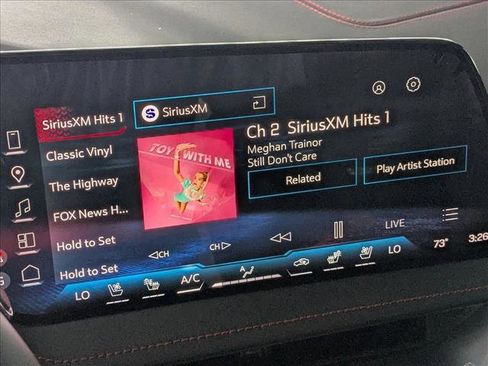 SiriusXM Hits 1
Classic Vinyl
The Highway
FOX News H...
Hold to Set
Hold to Set
SiriusXM
TOY WITH ME
Ch 2 SiriusXM Hits 1
Meghan Trainor
Still Don't Care
Related
Play Artist Station
CH
CH
LIVE
LO
A/C
LO
73°
3:26